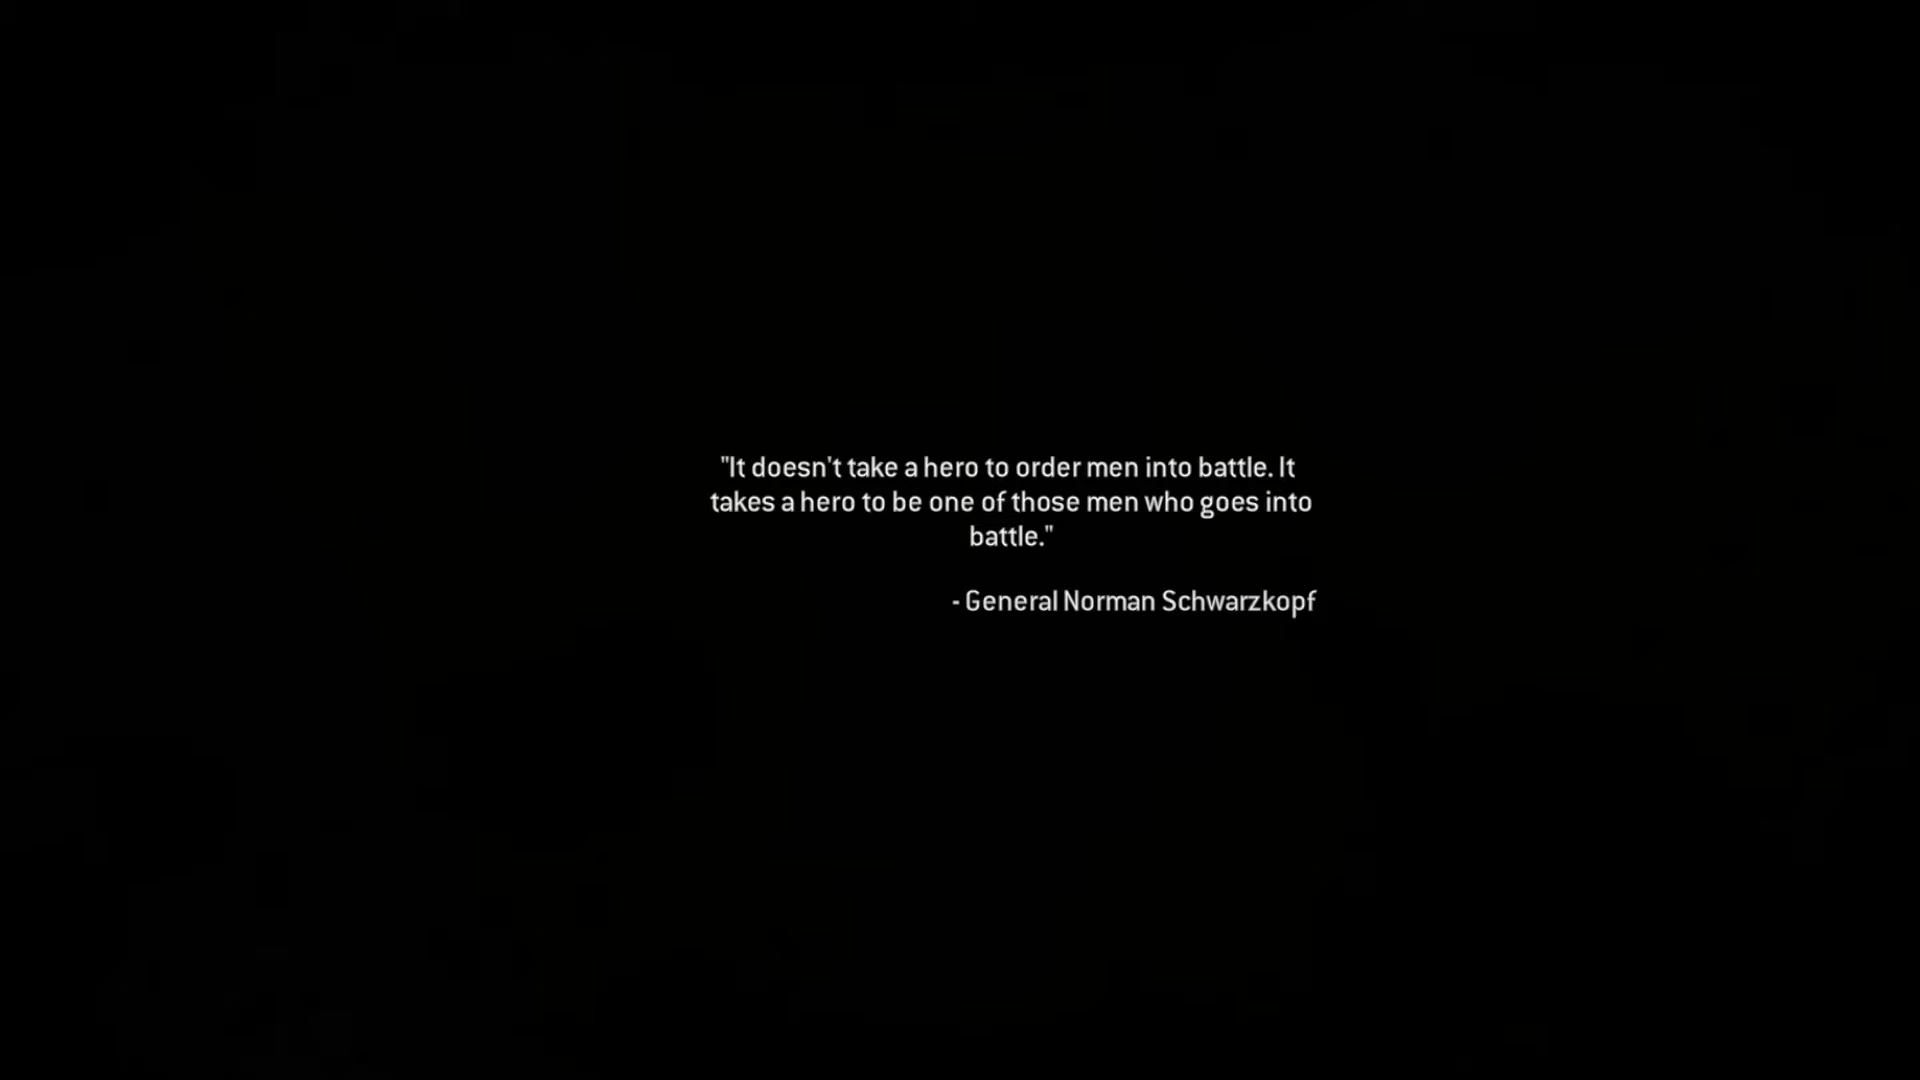 "It doesn't take a hero to order men into battle. It
takes a hero to be one of those men who goes into
battle."
- General Norman Schwarzkopf